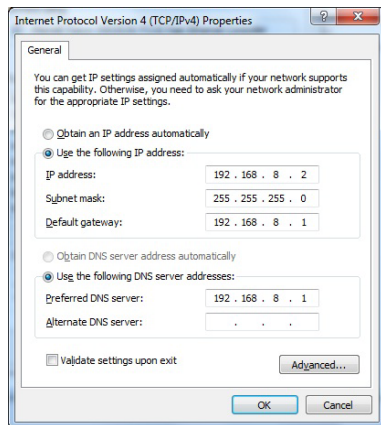 Internet Protocol Version 4 (TCP/IPv4) Properties
General
You can get IP settings assigned automatically if your network supports
this capability. Otherwise, you need to ask your network administrator
for the appropriate IP settings.
Obtain an IP address automatically
Use the following IP address:
IP address: 192 . 168 . 8 . 2
Subnet mask: 255 . 255 . 255 . 0
Default gateway: 192 . 168 . 8 . 1
Obtain DNS server address automatically
Use the following DNS server addresses:
Preferred DNS server: 192 . 168 . 8 . 1
Alternate DNS server: . . .
Validate settings upon exit
Advanced...
OK Cancel